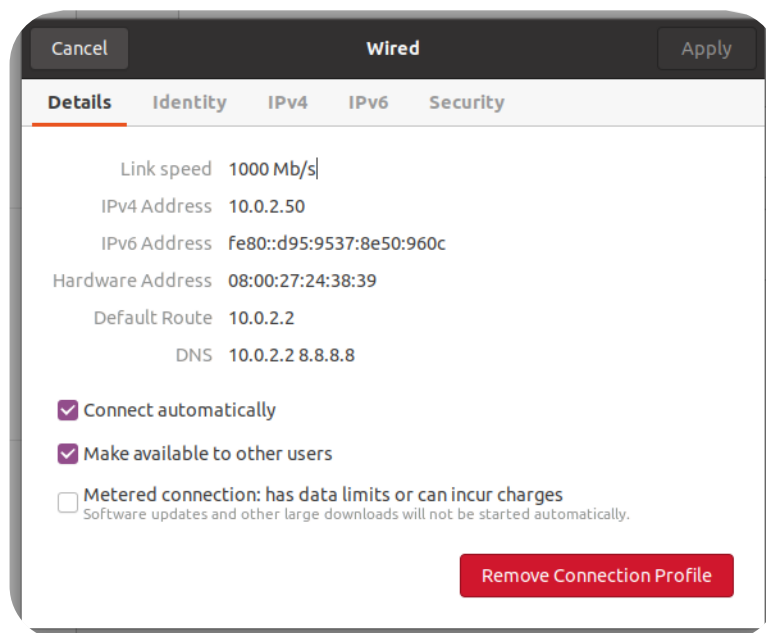 Cancel Wired Apply
Details Identity IPv4 IPv6 Security
Link speed 1000 Mb/s
IPv4 Address 10.0.2.50
IPv6 Address fe80::d95:9537:8e50:960c
Hardware Address 08:00:27:24:38:39
Default Route 10.0.2.2
DNS 10.0.2.2 8.8.8.8
Connect automatically
Make available to other users
Metered connection: has data limits or can incur charges
Software updates and other large downloads will not be started automatically.
Remove Connection Profile